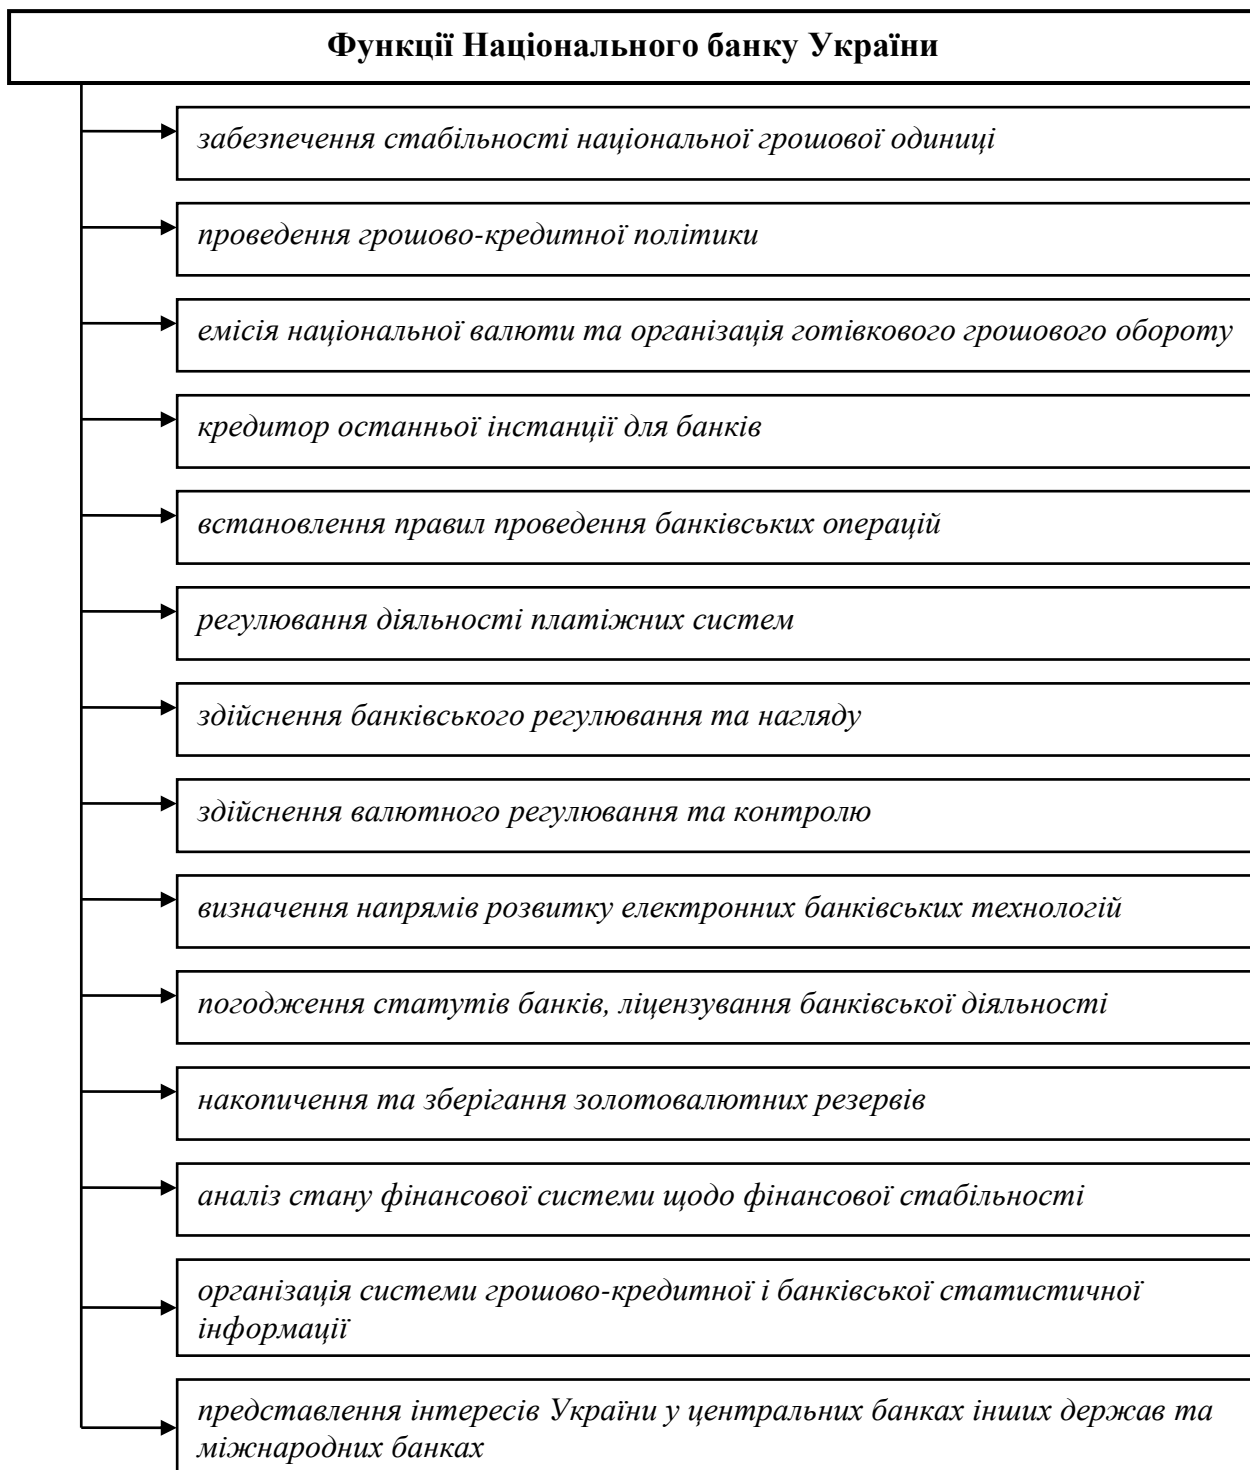 Функції Національного банку України
забезпечення стабільності національної грошової одиниці
проведення грошово-кредитної політики
емісія національної валюти та організація готівкового грошового обороту
кредитор останньої інстанції для банків
встановлення правил проведення банківських операцій
регулювання діяльності платіжних систем
здійснення банківського регулювання та нагляду
здійснення валютного регулювання та контролю
визначення напрямів розвитку електронних банківських технологій
погодження статутів банків, ліцензування банківської діяльності
накопичення та зберігання золотовалютних резервів
аналіз стану фінансової системи щодо фінансової стабільності
організація системи грошово-кредитної і банківської статистичної
інформації
представлення інтересів України у центральних банках інших держав та
міжнародних банках